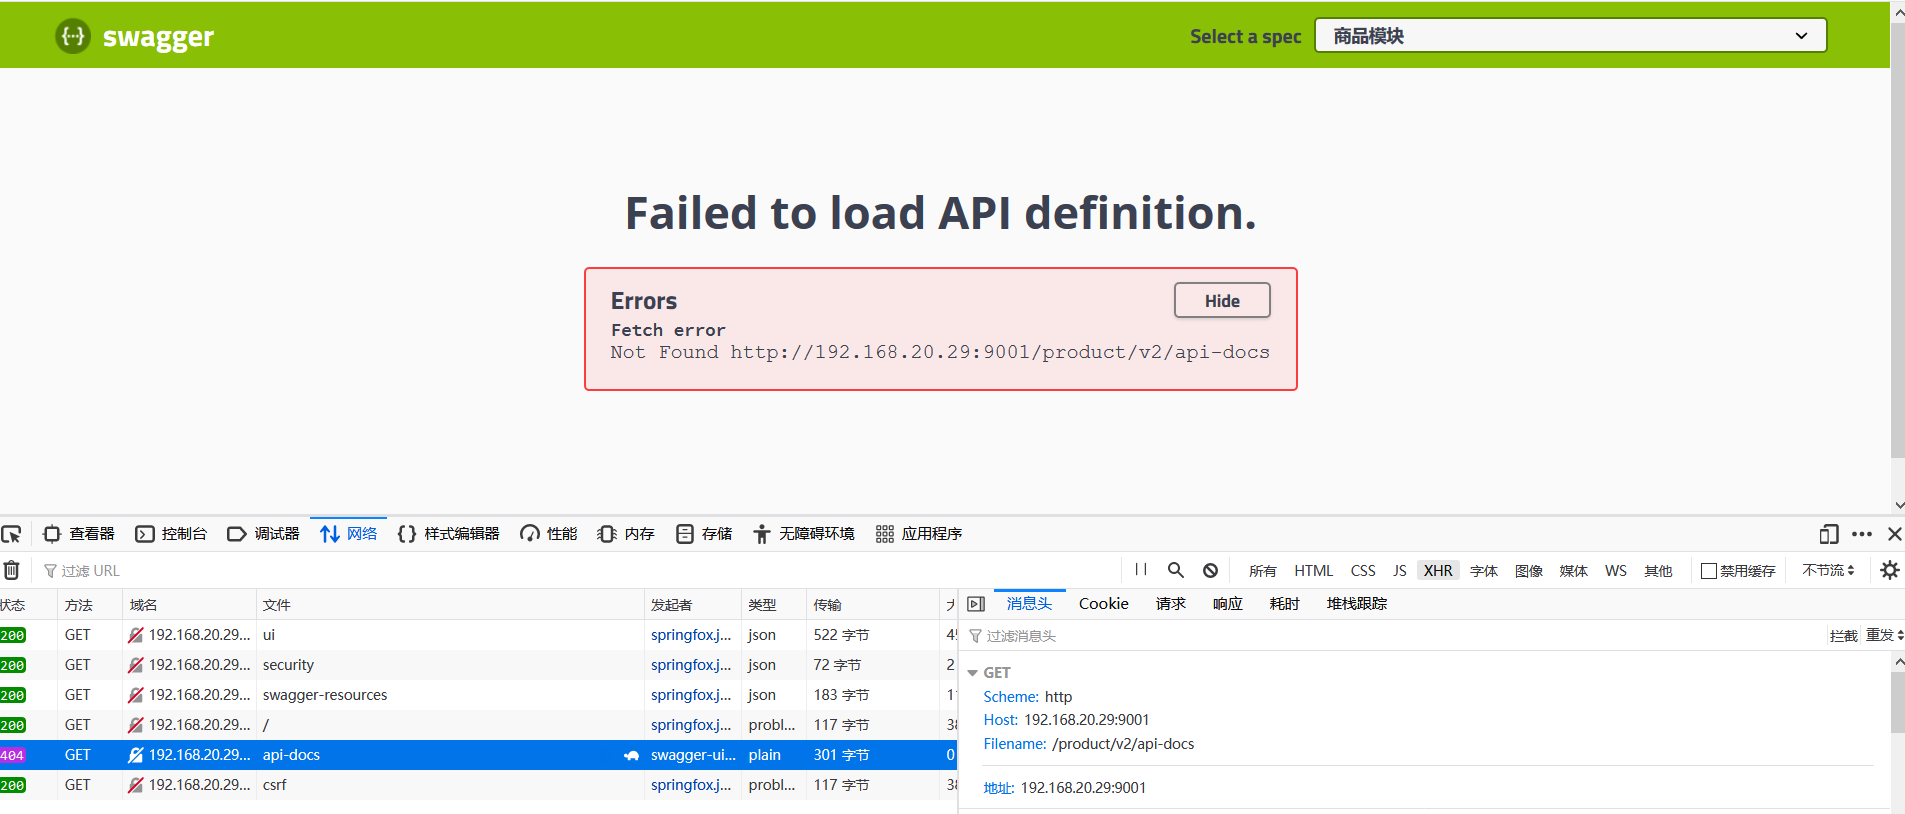 swagger
Select a spec 商品模块
Failed to load API definition.
Errors
Hide
Fetch error
Not Found http://192.168.20.29:9001/product/v2/api-docs
查看器 控制台 调试器 网络 样式编辑器 性能 内存 存储 无障碍环境 应用程序
过滤 URL
所有 HTML CSS JS XHR 字体 图像 媒体 WS 其他 禁用缓存 不节流
状态 方法 域名 文件 发起者 类型 传输
200 GET 192.168.20.29... ui springfox.j... json 522 字节
200 GET 192.168.20.29... security springfox.j... json 72 字节 2
200 GET 192.168.20.29... swagger-resources springfox.j... json 183 字节
200 GET 192.168.20.29... / springfox.j... probl... 117 字节
404 GET 192.168.20.29... api-docs swagger-ui... plain 301 字节 0
200 GET 192.168.20.29... csrf springfox.j... probl... 117 字节
消息头 Cookie 请求 响应 耗时 堆栈跟踪
过滤消息头
拦截 重发
GET
Scheme: http
Host: 192.168.20.29:9001
Filename: /product/v2/api-docs
地址: 192.168.20.29:9001